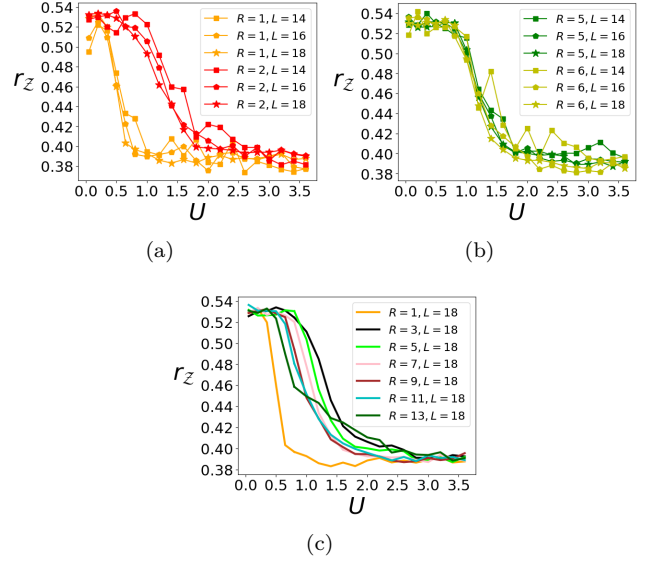 0.54
0.52
0.50
0.48
0.46
0.44
0.42
0.40
0.38
r_Z
R = 1, L = 14
R = 1, L = 16
R = 1, L = 18
R = 2, L = 14
R = 2, L = 16
R = 2, L = 18
0.0 0.5 1.0 1.5 2.0 2.5 3.0 3.5
U
(a)
0.54
0.52
0.50
0.48
0.46
0.44
0.42
0.40
0.38
r_Z
R = 5, L = 14
R = 5, L = 16
R = 5, L = 18
R = 6, L = 14
R = 6, L = 16
R = 6, L = 18
0.0 0.5 1.0 1.5 2.0 2.5 3.0 3.5
U
(b)
0.54
0.52
0.50
0.48
0.46
0.44
0.42
0.40
0.38
r_Z
R = 1, L = 18
R = 3, L = 18
R = 5, L = 18
R = 7, L = 18
R = 9, L = 18
R = 11, L = 18
R = 13, L = 18
0.0 0.5 1.0 1.5 2.0 2.5 3.0 3.5
U
(c)